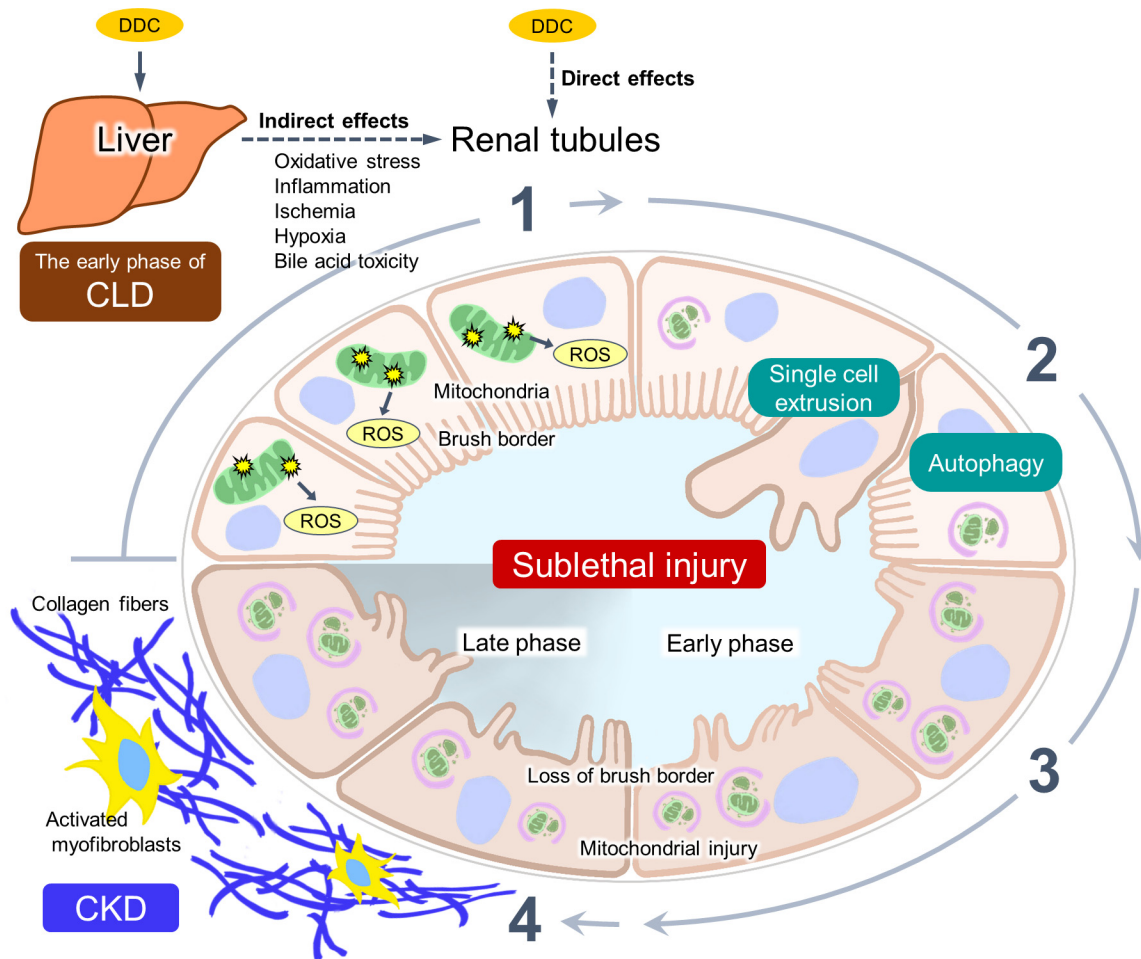 DDC
DDC
Direct effects
Liver
Indirect effects
Renal tubules
Oxidative stress
Inflammation
Ischemia
Hypoxia
Bile acid toxicity
The early phase of
CLD
1
2
ROS
Single cell
extrusion
Mitochondria
ROS
Brush border
Autophagy
ROS
Sublethal injury
Collagen fibers
Late phase
Early phase
3
Loss of brush border
Activated
myofibroblasts
Mitochondrial injury
CKD
4